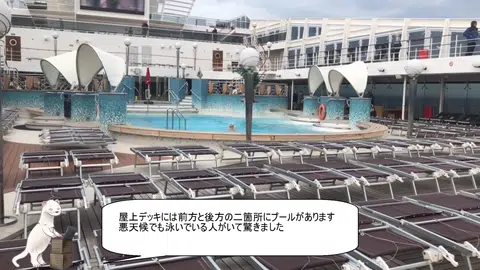 屋上デッキには前方と後方の二箇所にプールがあります
悪天候でも泳いでいる人がいて驚きました